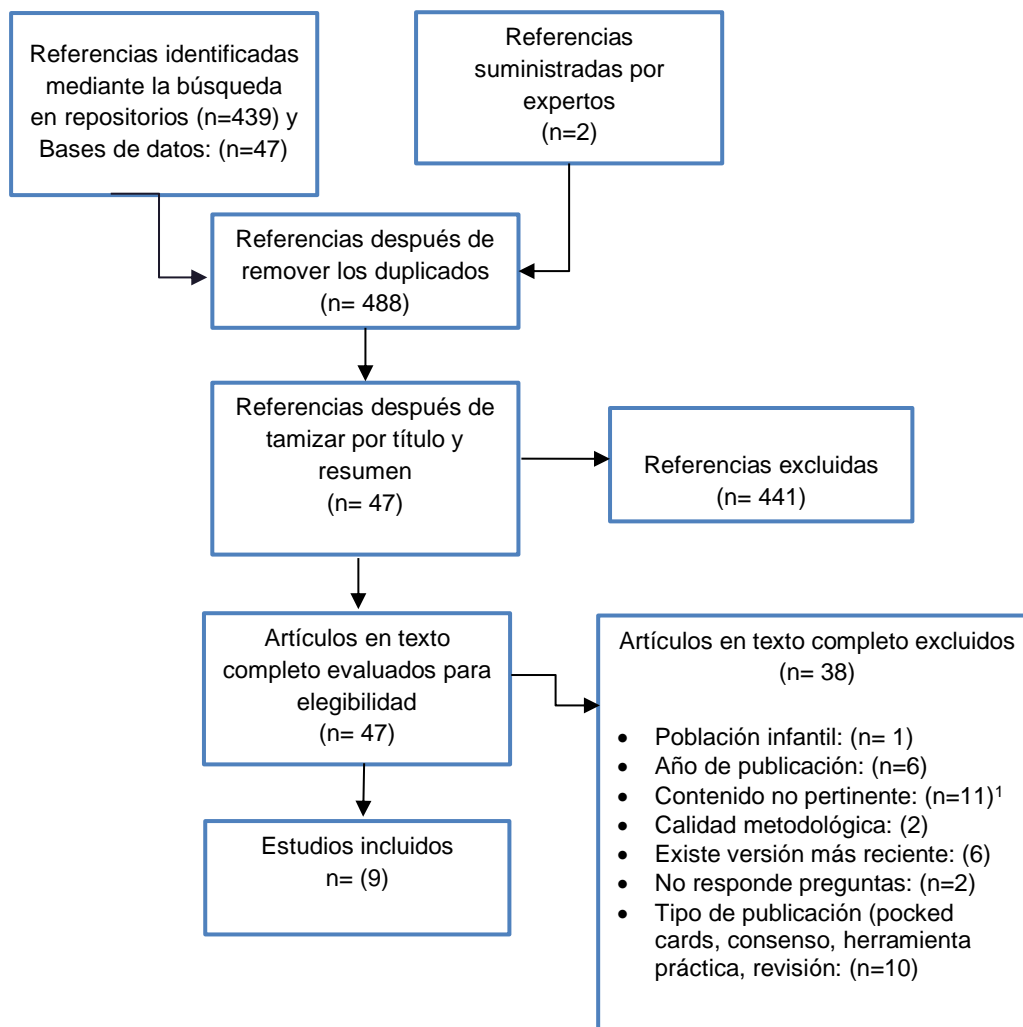 Referencias identificadas
mediante la búsqueda
en repositorios (n=439) y
Bases de datos: (n=47)
Referencias
suministradas por
expertos
(n=2)
Referencias después de
remover los duplicados
(n= 488)
Referencias después de
tamizar por título y
resumen
(n= 47)
Referencias excluidas
(n= 441)
Artículos en texto
completo evaluados para
elegibilidad
(n= 47)
Artículos en texto completo excluidos
(n= 38)
• Población infantil: (n= 1)
• Año de publicación: (n=6)
• Contenido no pertinente: (n=11)¹
• Calidad metodológica: (2)
• Existe versión más reciente: (6)
• No responde preguntas: (n=2)
• Tipo de publicación (pocked
cards, consenso, herramienta
práctica, revisión: (n=10)
Estudios incluidos
n= (9)